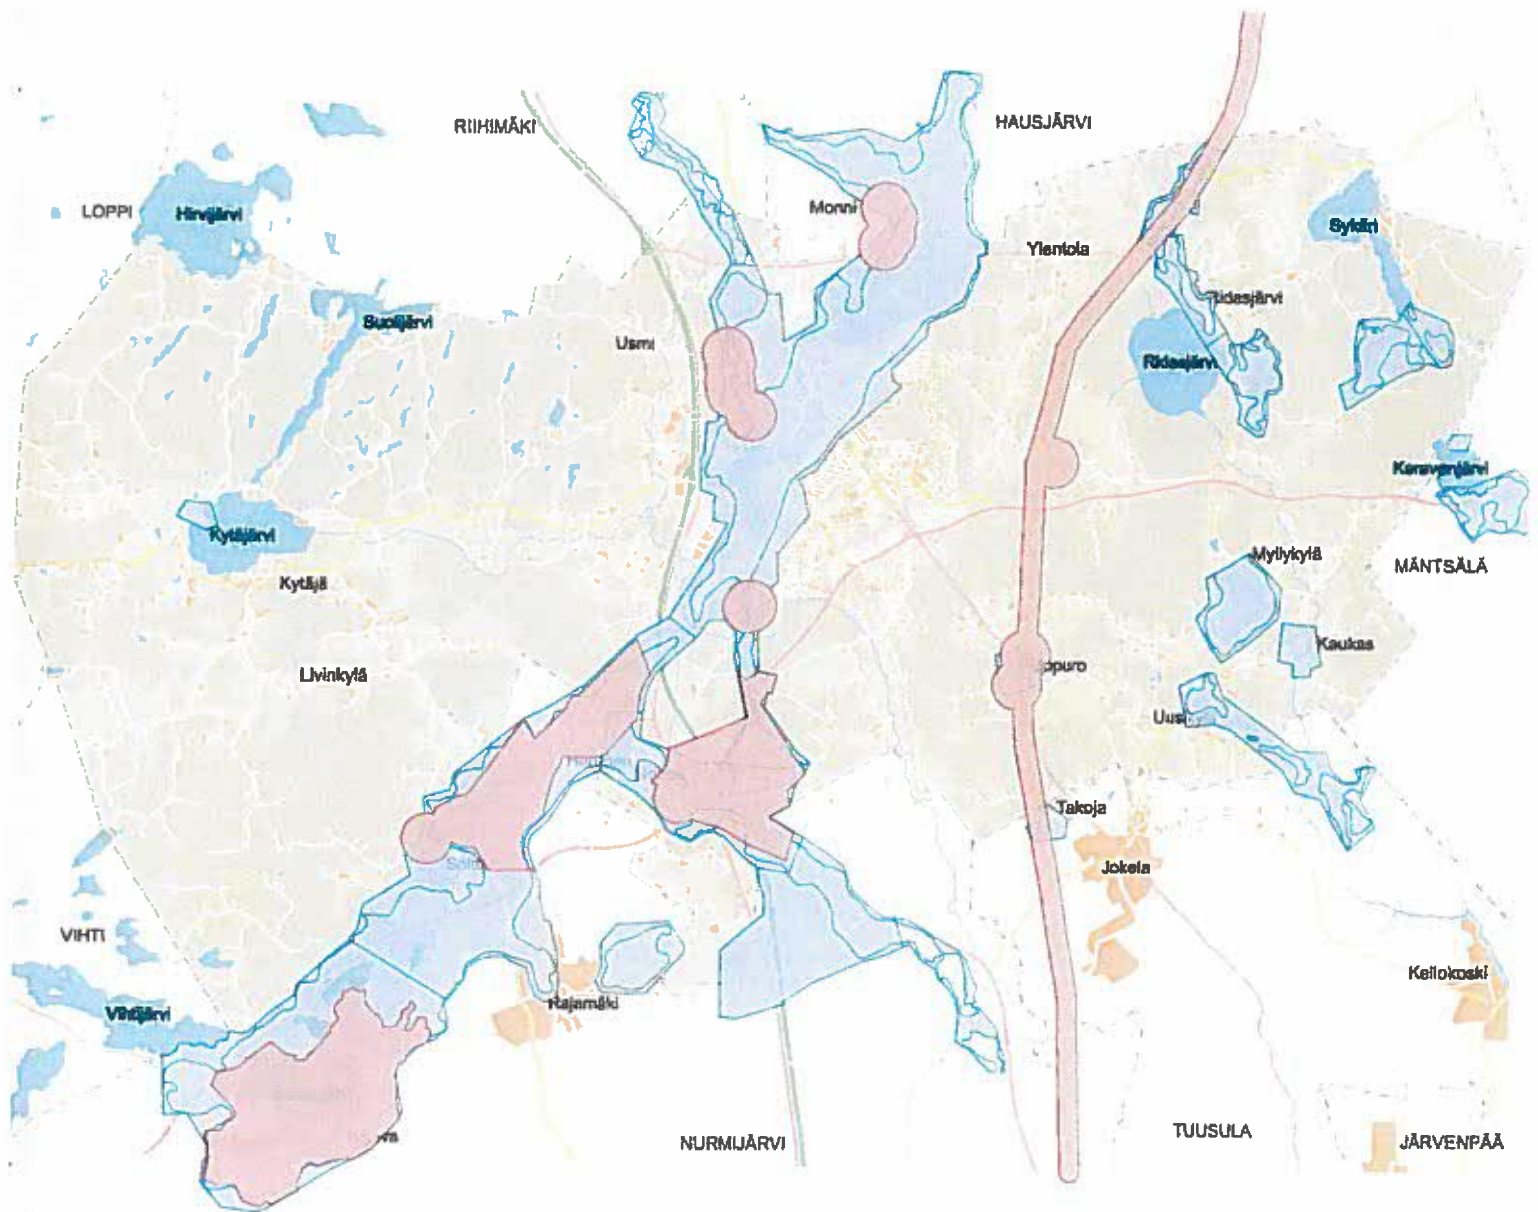 RIIHIMÄKI
HAUSJÄRVI
LOPPI
Hirvijärvi
Monni
Sykäri
Ylentola
Ridasjärvi
Suolijärvi
Usmi
Ridasjärvi
Keravanjärvi
Kytäjärvi
Myllykylä
MÄNTSÄLÄ
Kytäjä
Kaukas
Livinkylä
Takoja
Jokela
VIHTI
Kellokoski
Rajamäki
Vihtijärvi
TUUSULA
NURMIJÄRVI
JÄRVENPÄÄ